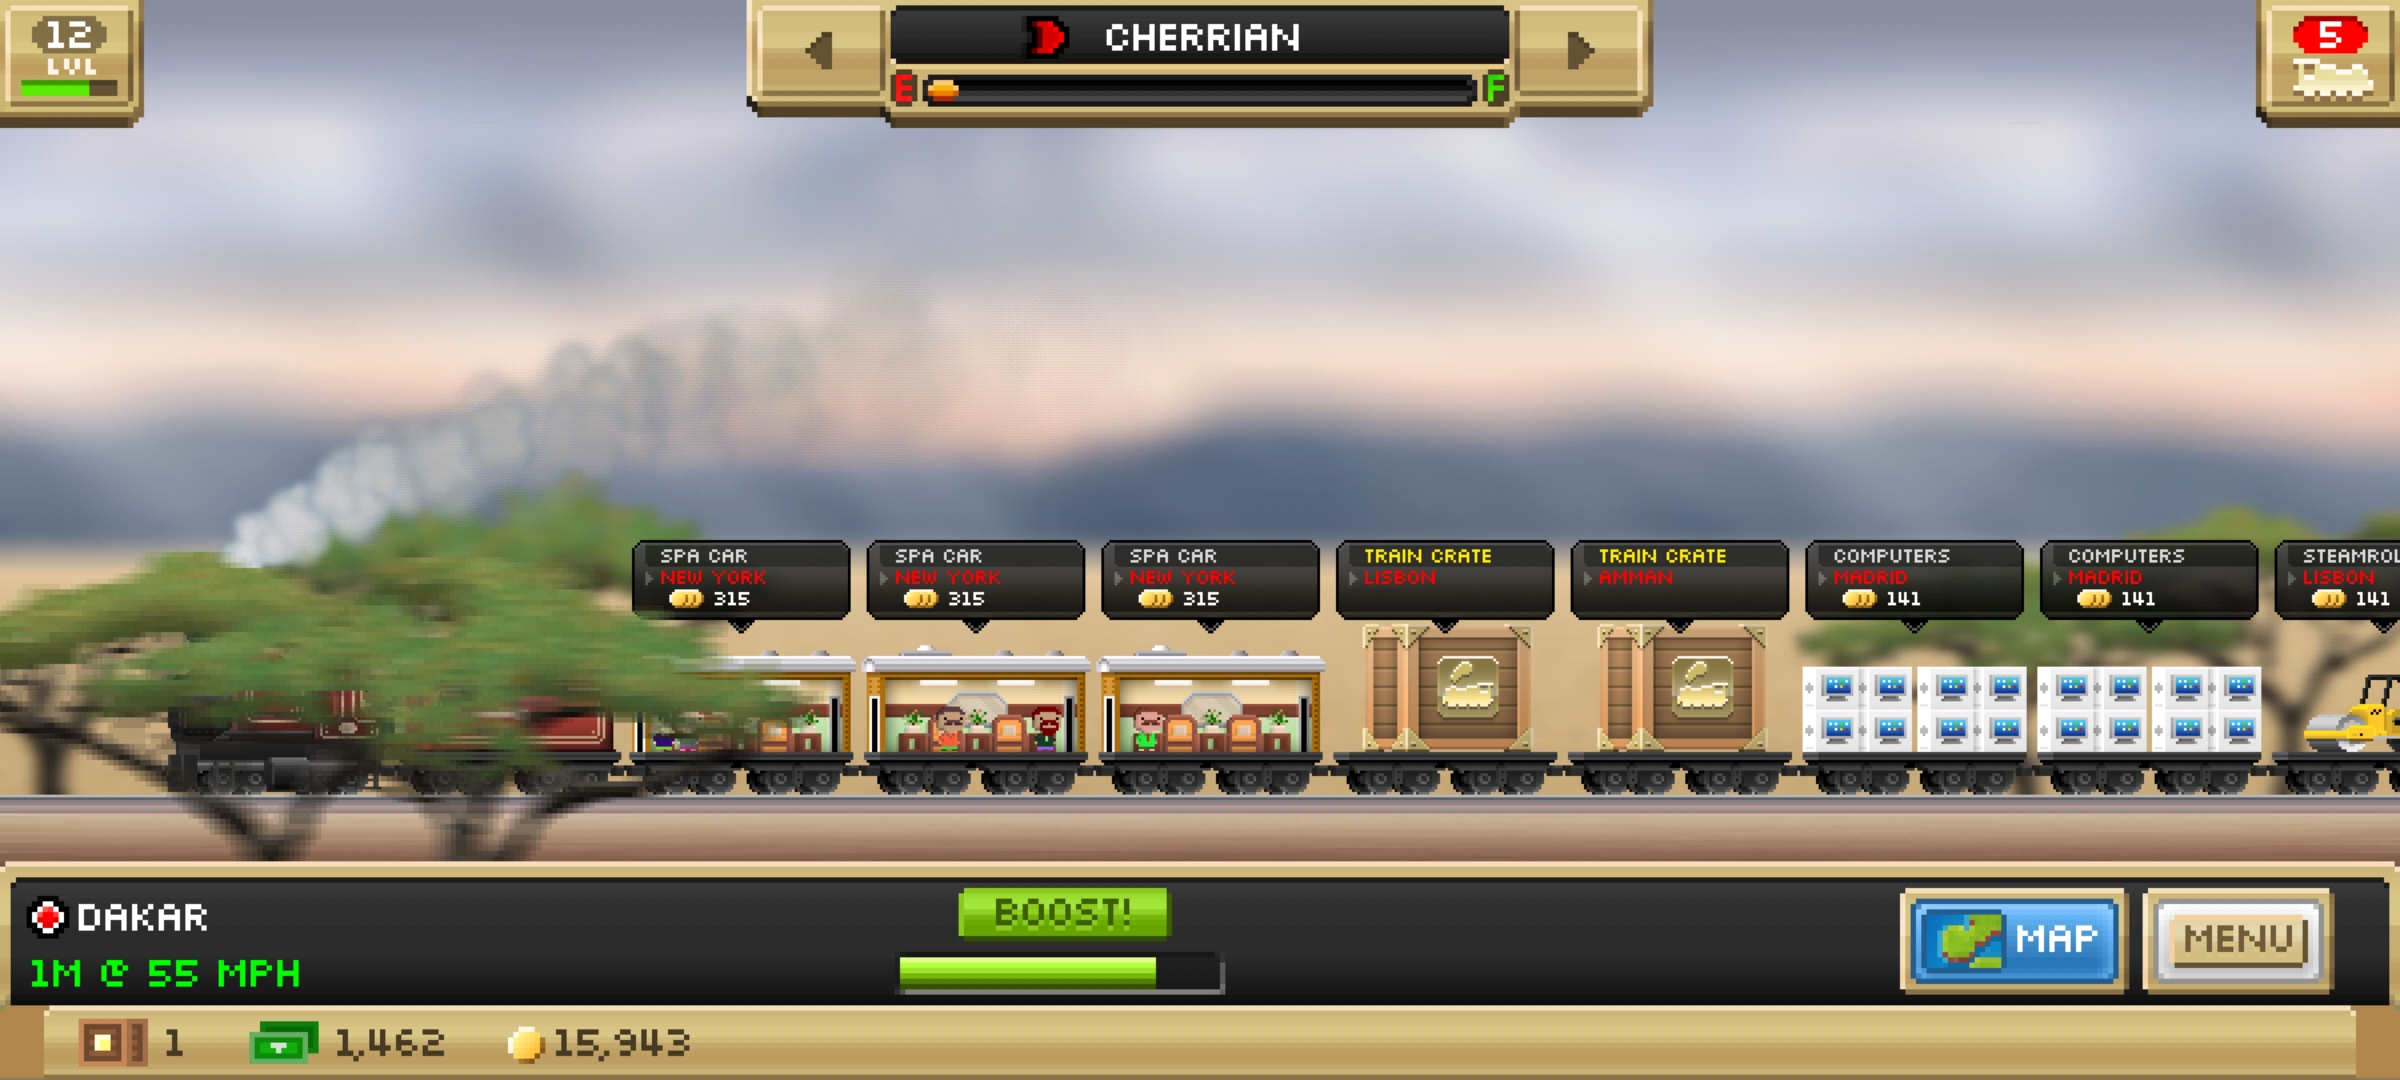 12
LVL
CHERRIAN
E F
5
SPA CAR
NEW YORK
315
SPA CAR
NEW YORK
315
SPA CAR
NEW YORK
315
TRAIN CRATE
LISBON
TRAIN CRATE
AMMAN
COMPUTERS
MADRID
141
COMPUTERS
MADRID
141
STEAMROL
LISBON
141
DAKAR
1M @ 55 MPH
BOOST!
MAP
MENU
1
1,462
15,943